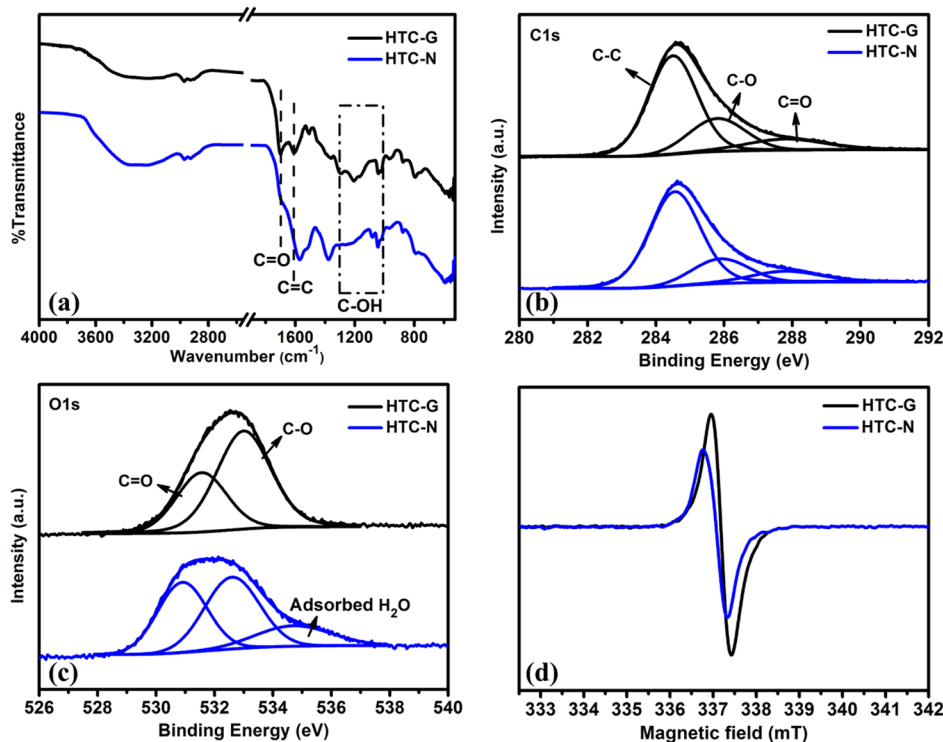 HTC-G
HTC-N
%Transmittance
C=O
C=C
C-OH
(a)
4000 3200 2800 1600 1200 800
Wavenumber (cm⁻¹)
C1s
HTC-G
HTC-N
C-C
C-O
C=O
Intensity (a.u.)
(b)
280 282 284 286 288 290 292
Binding Energy (eV)
O1s
HTC-G
HTC-N
C-O
C=O
Intensity (a.u.)
Adsorbed H₂O
(c)
526 528 530 532 534 536 538 540
Binding Energy (eV)
HTC-G
HTC-N
(d)
333 334 335 336 337 338 339 340 341 342
Magnetic field (mT)